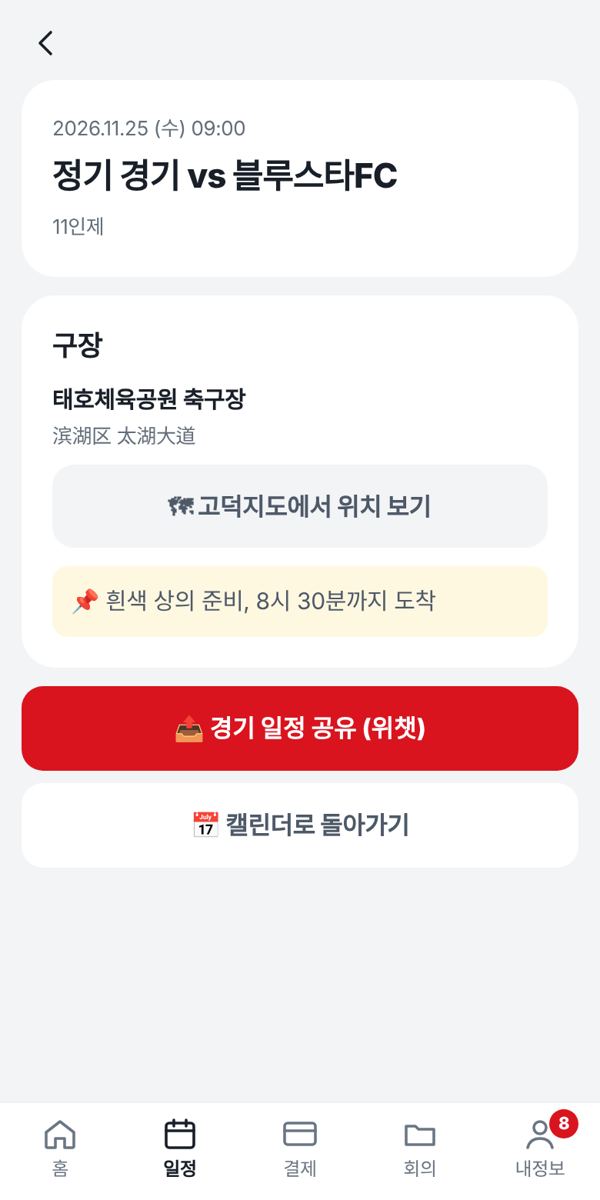 2026.11.25 (수) 09:00
정기 경기 vs 블루스타FC
11인제
구장
태호체육공원 축구장
滨湖区 太湖大道
🗺 고덕지도에서 위치 보기
📌 흰색 상의 준비, 8시 30분까지 도착
📤 경기 일정 공유 (위챗)
📅 캘린더로 돌아가기
8
홈 일정 결제 회의 내정보